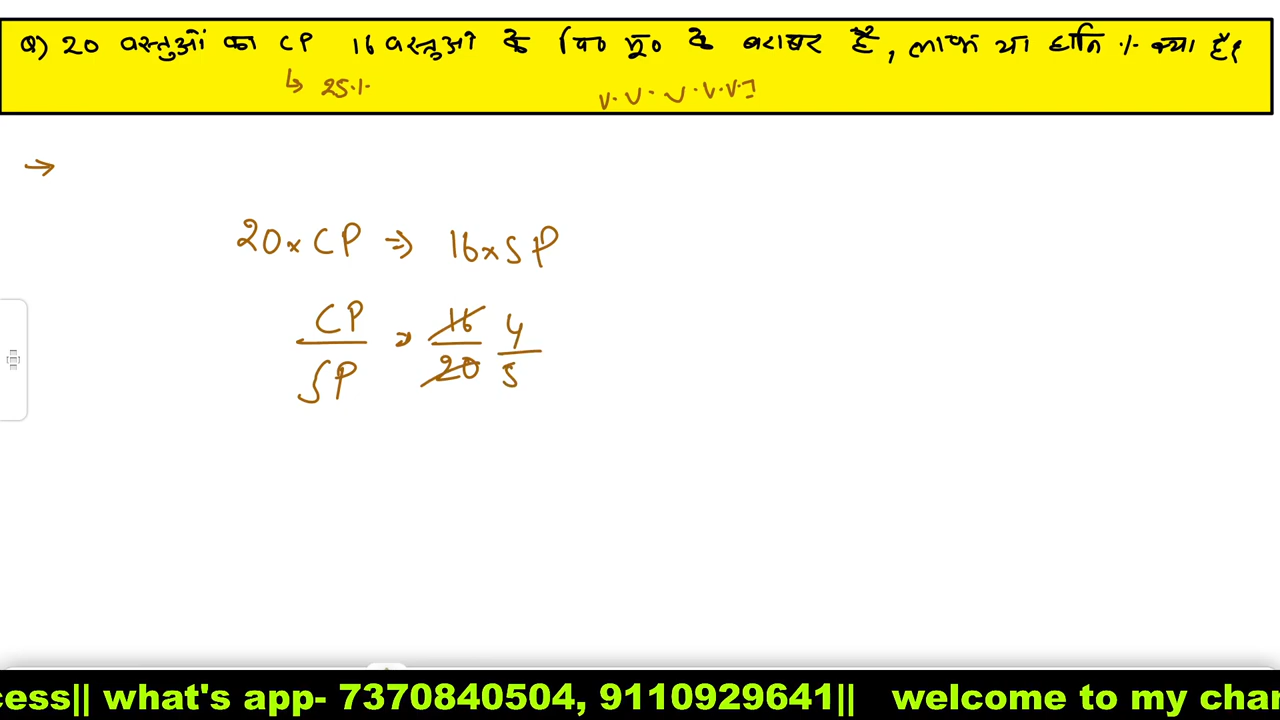 Q) 20 वस्तुओं का CP 16 वस्तुओं के वि० मू० के बराबर है, लाभ या हानि % क्या है?
↳ 25% V.V.V.V.V.I
→
20 × CP ⇒ 16 × SP
CP/SP = 16/20 4/5
cess|| what's app- 7370840504, 9110929641|| welcome to my chan